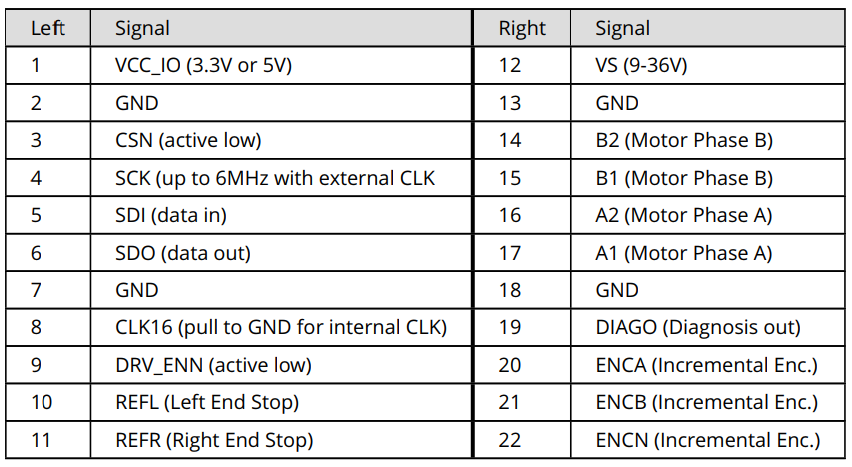 Left Signal Right Signal
1 VCC_IO (3.3V or 5V) 12 VS (9-36V)
2 GND 13 GND
3 CSN (active low) 14 B2 (Motor Phase B)
4 SCK (up to 6MHz with external CLK 15 B1 (Motor Phase B)
5 SDI (data in) 16 A2 (Motor Phase A)
6 SDO (data out) 17 A1 (Motor Phase A)
7 GND 18 GND
8 CLK16 (pull to GND for internal CLK) 19 DIAGO (Diagnosis out)
9 DRV_ENN (active low) 20 ENCA (Incremental Enc.)
10 REFL (Left End Stop) 21 ENCB (Incremental Enc.)
11 REFR (Right End Stop) 22 ENCN (Incremental Enc.)